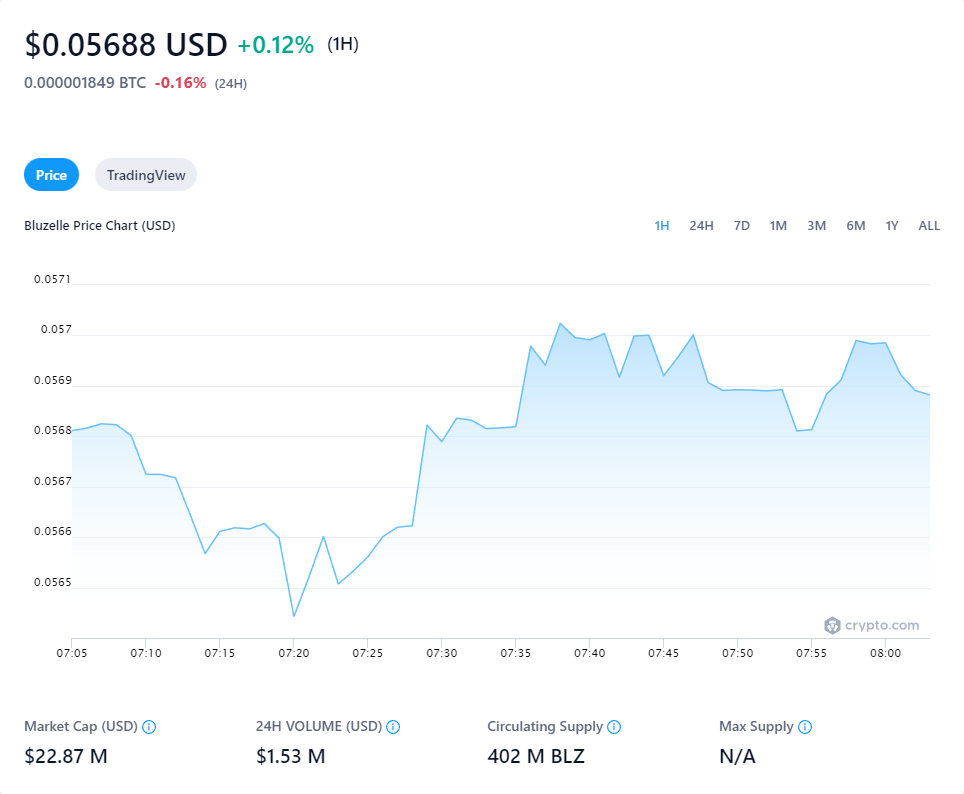 $0.05688 USD +0.12% (1H)
0.000001849 BTC -0.16% (24H)
Price TradingView
Bluzelle Price Chart (USD) 1H 24H 7D 1M 3M 6M 1Y ALL
0.0571
0.057
0.0569
0.0568
0.0567
0.0566
0.0565
crypto.com
07:05 07:10 07:15 07:20 07:25 07:30 07:35 07:40 07:45 07:50 07:55 08:00
Market Cap (USD) 24H VOLUME (USD) Circulating Supply Max Supply
$22.87 M $1.53 M 402 M BLZ N/A